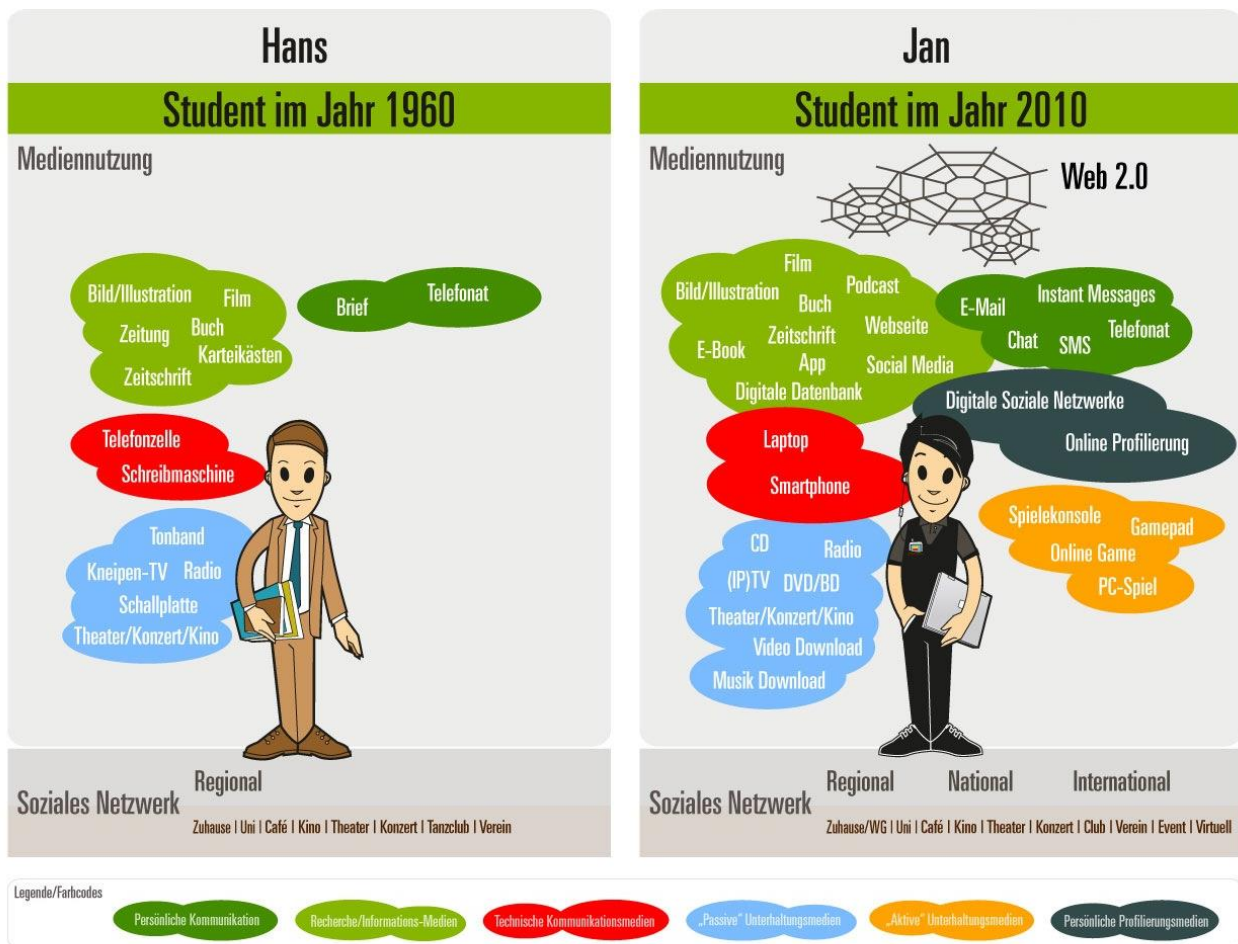 Hans
Student im Jahr 1960
Mediennutzung
Bild/Illustration
Film
Zeitung
Buch
Karteikästen
Zeitschrift
Brief
Telefonat
Telefonzelle
Schreibmaschine
Tonband
Kneipen-TV
Radio
Schallplatte
Theater/Konzert/Kino
Soziales Netzwerk
Regional
Zuhause | Uni | Café | Kino | Theater | Konzert | Tanzclub | Verein
Jan
Student im Jahr 2010
Mediennutzung
Web 2.0
Film
Bild/Illustration
Podcast
Buch
Webseite
Zeitschrift
E-Book
App
Social Media
Digitale Datenbank
E-Mail
Instant Messages
Chat
SMS
Telefonat
Digitale Soziale Netzwerke
Online Profilierung
Laptop
Smartphone
CD
Radio
(IP)TV
DVD/BD
Theater/Konzert/Kino
Video Download
Musik Download
Spielekonsole
Gamepad
Online Game
PC-Spiel
Soziales Netzwerk
Regional
National
International
Zuhause/WG | Uni | Café | Kino | Theater | Konzert | Club | Verein | Event | Virtuell
Legende/Farbcodes
Persönliche Kommunikation
Recherche/Informations-Medien
Technische Kommunikationsmedien
„Passive“ Unterhaltungsmedien
„Aktive“ Unterhaltungsmedien
Persönliche Profilierungsmedien